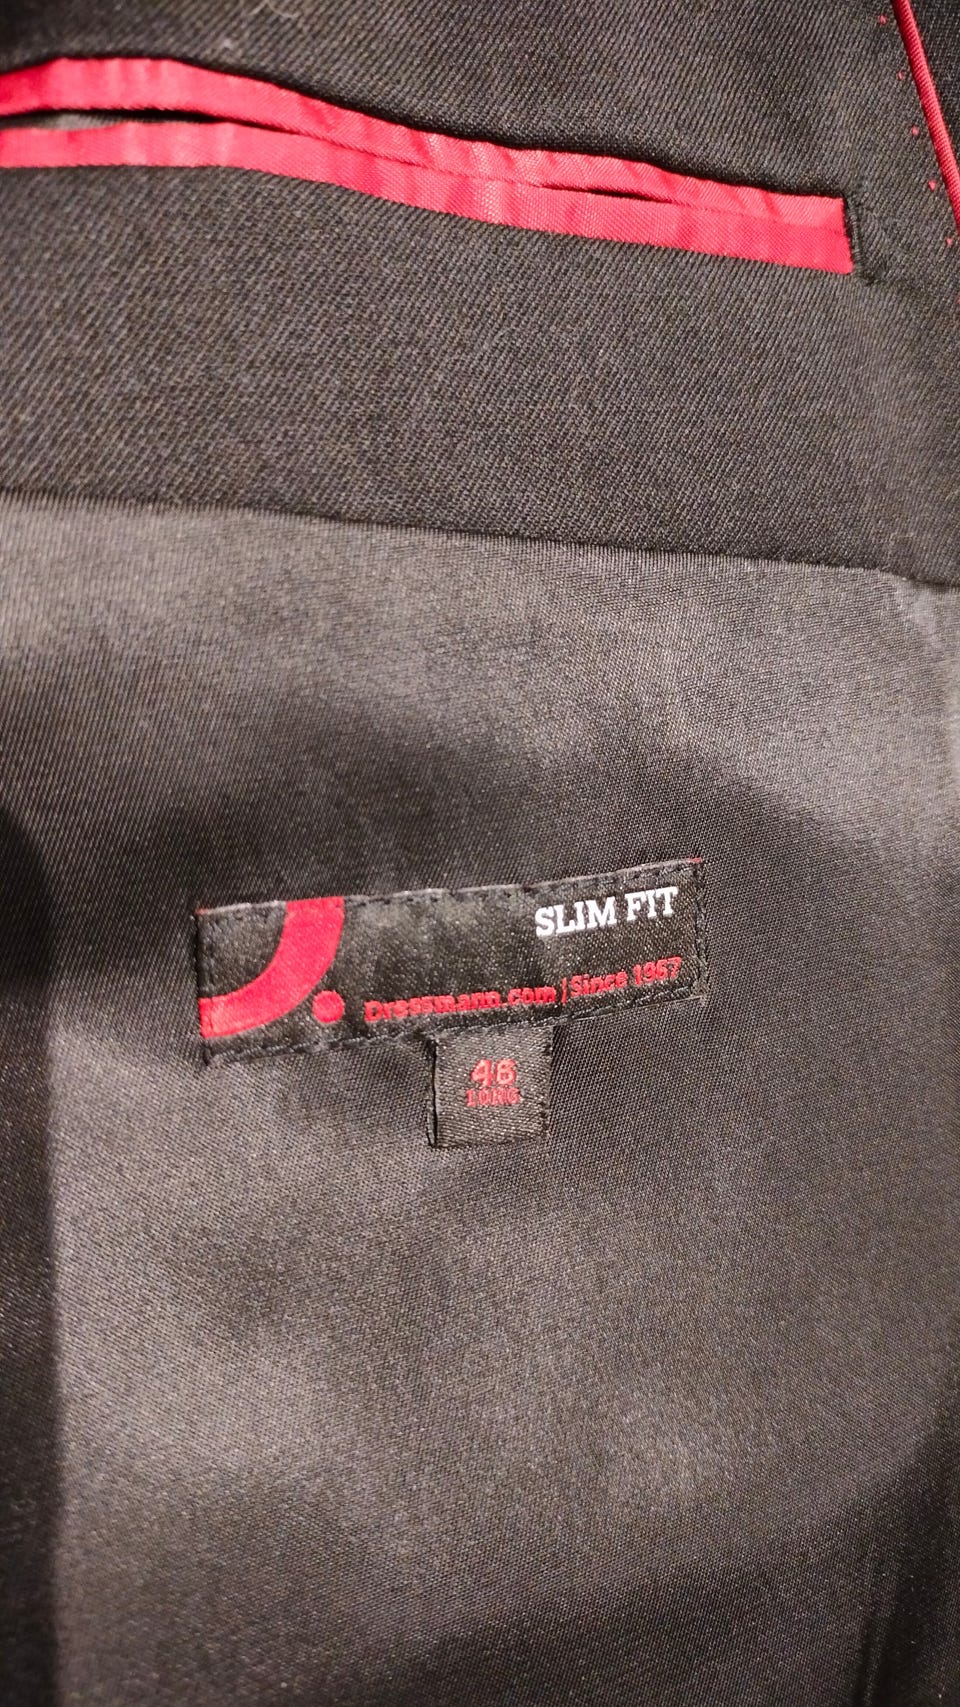 SLIM FIT
Dressmann.com | Since 1967
46
LONG